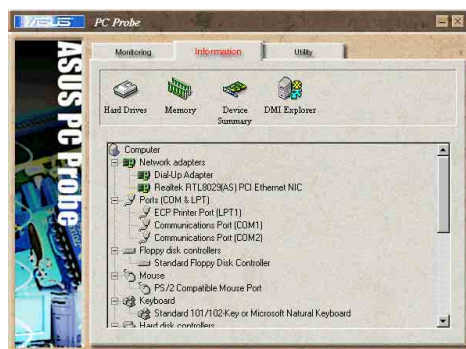 ASUS PC Probe
Monitoring Information Utility
ASUS PC Probe
Hard Drives Memory Device Summary DMI Explorer
Computer
Network adapters
Dial-Up Adapter
Realtek RTL8029(AS) PCI Ethernet NIC
Ports (COM & LPT)
ECP Printer Port (LPT1)
Communications Port (COM1)
Communications Port (COM2)
Floppy disk controllers
Standard Floppy Disk Controller
Mouse
PS/2 Compatible Mouse Port
Keyboard
Standard 101/102-Key or Microsoft Natural Keyboard
Hard disk controllers